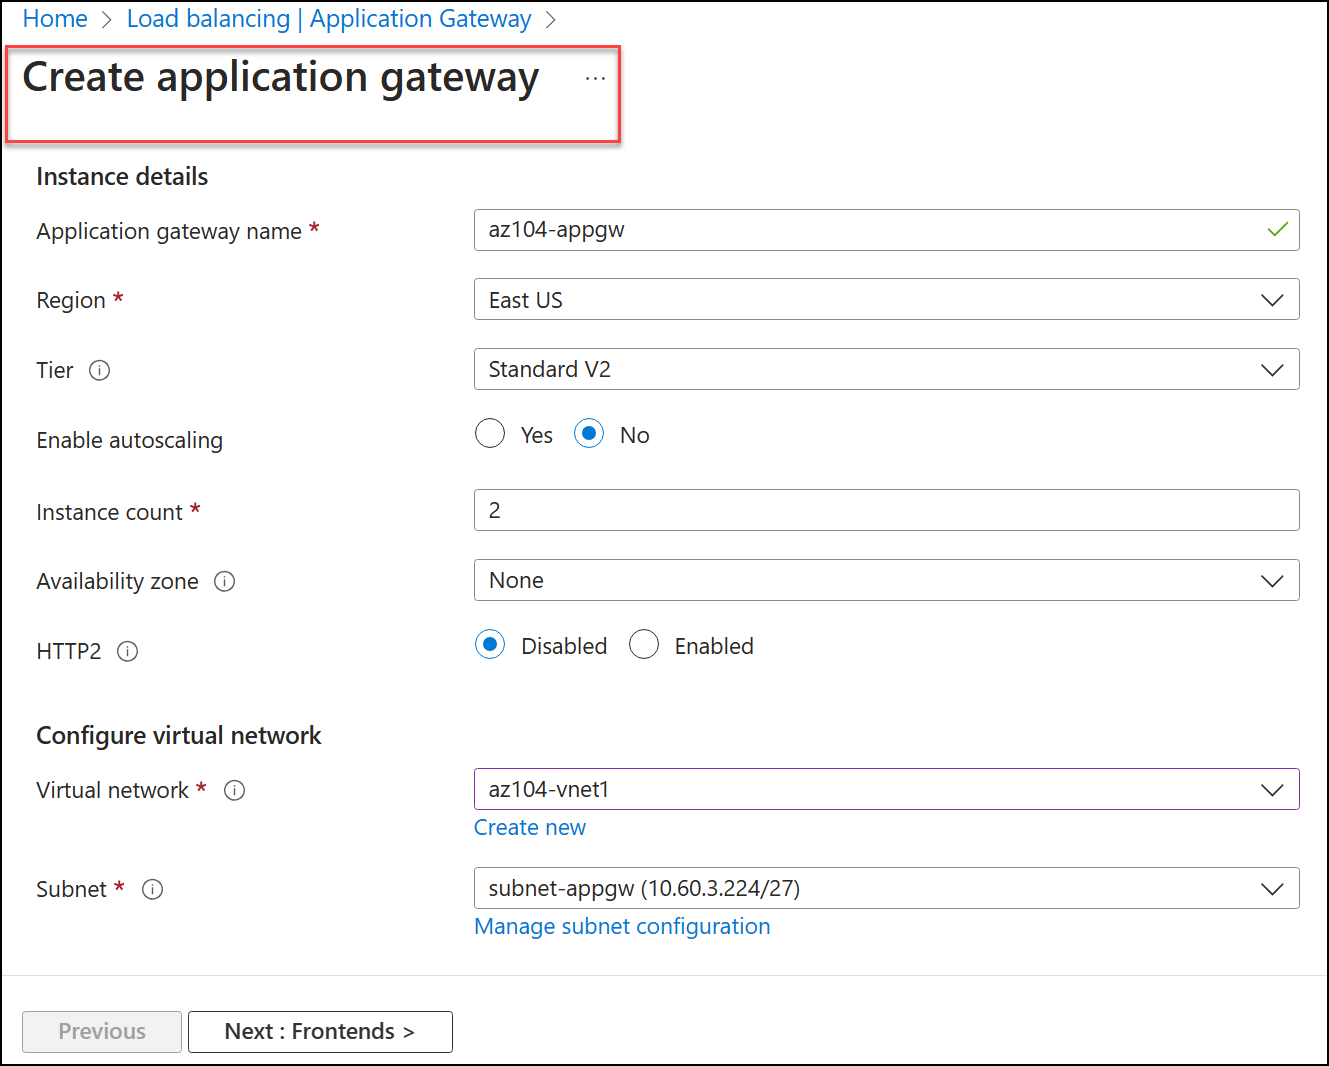 Home > Load balancing | Application Gateway >
Create application gateway ...
Instance details
Application gateway name * az104-appgw
Region * East US
Tier Standard V2
Enable autoscaling Yes No
Instance count * 2
Availability zone None
HTTP2 Disabled Enabled
Configure virtual network
Virtual network * az104-vnet1
Create new
Subnet * subnet-appgw (10.60.3.224/27)
Manage subnet configuration
Previous Next : Frontends >